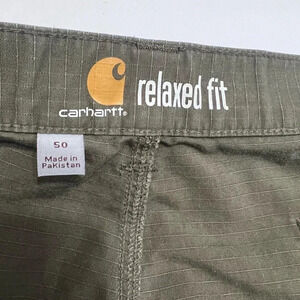 carhartt®
relaxed fit
50
Made in
Pakistan